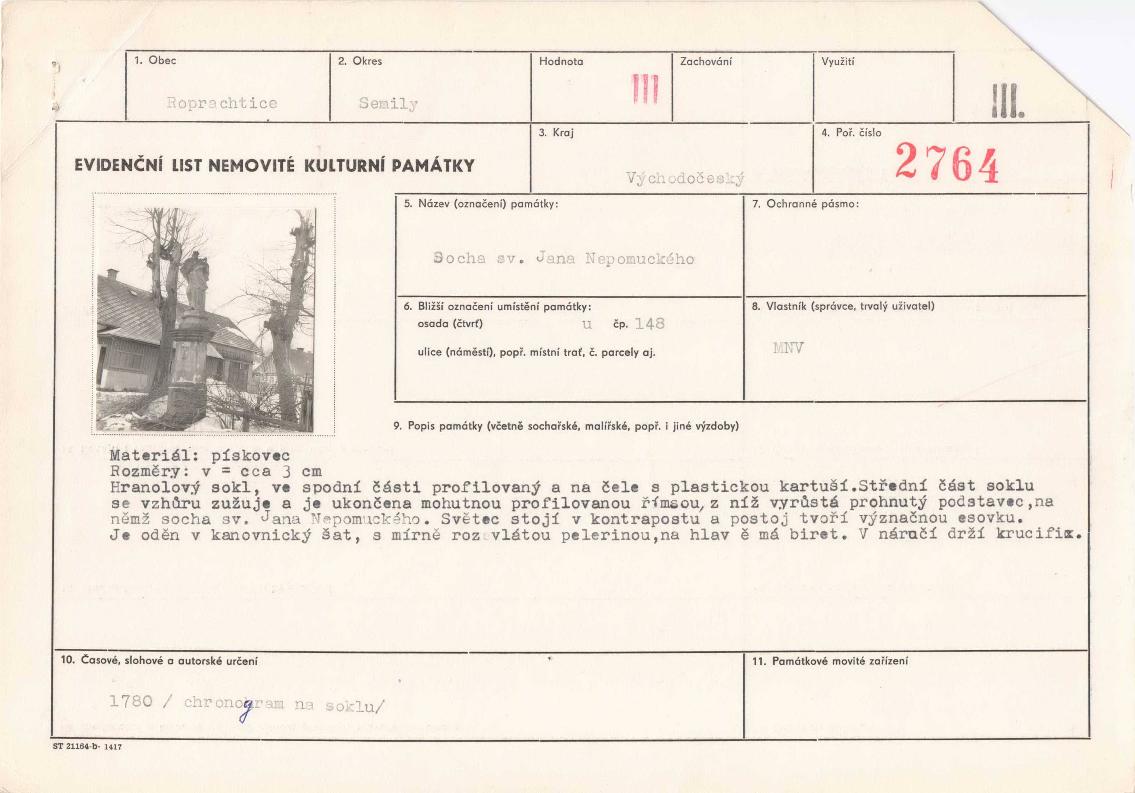 1. Obec
Roprachtice
2. Okres
Semily
Hodnota
III
Zachování
Využití
III.
EVIDENČNÍ LIST NEMOVITÉ KULTURNÍ PAMÁTKY
3. Kraj
Východočeský
4. Poř. číslo
2764
5. Název (označení) památky:
Socha sv. Jana Nepomuckého
7. Ochranné pásmo:
6. Bližší označení umístění památky:
osada (čtvrť) u čp. 148
ulice (náměstí), popř. místní trať, č. parcely aj.
8. Vlastník (správce, trvalý uživatel)
MNV
9. Popis památky (včetně sochařské, malířské, popř. i jiné výzdoby)
Materiál: pískovec
Rozměry: v = cca 3 cm
Hranolový sokl, ve spodní části profilovaný a na čele s plastickou kartuší.Střední část soklu
se vzhůru zužuje a je ukončena mohutnou profilovanou římsou, z níž vyrůstá prohnutý podstavec,na
němž socha sv. Jana Nepomuckého. Světec stojí v kontrapostu a postoj tvoří význačnou esovku.
Je oděn v kanovnický šat, s mírně roz vlátou pelerinou,na hlav ě má biret. V náručí drží krucifix.
10. Časové, slohové a autorské určení
1780 / chronogram na soklu/
11. Památkové movité zařízení
ST 21164-b- 1417